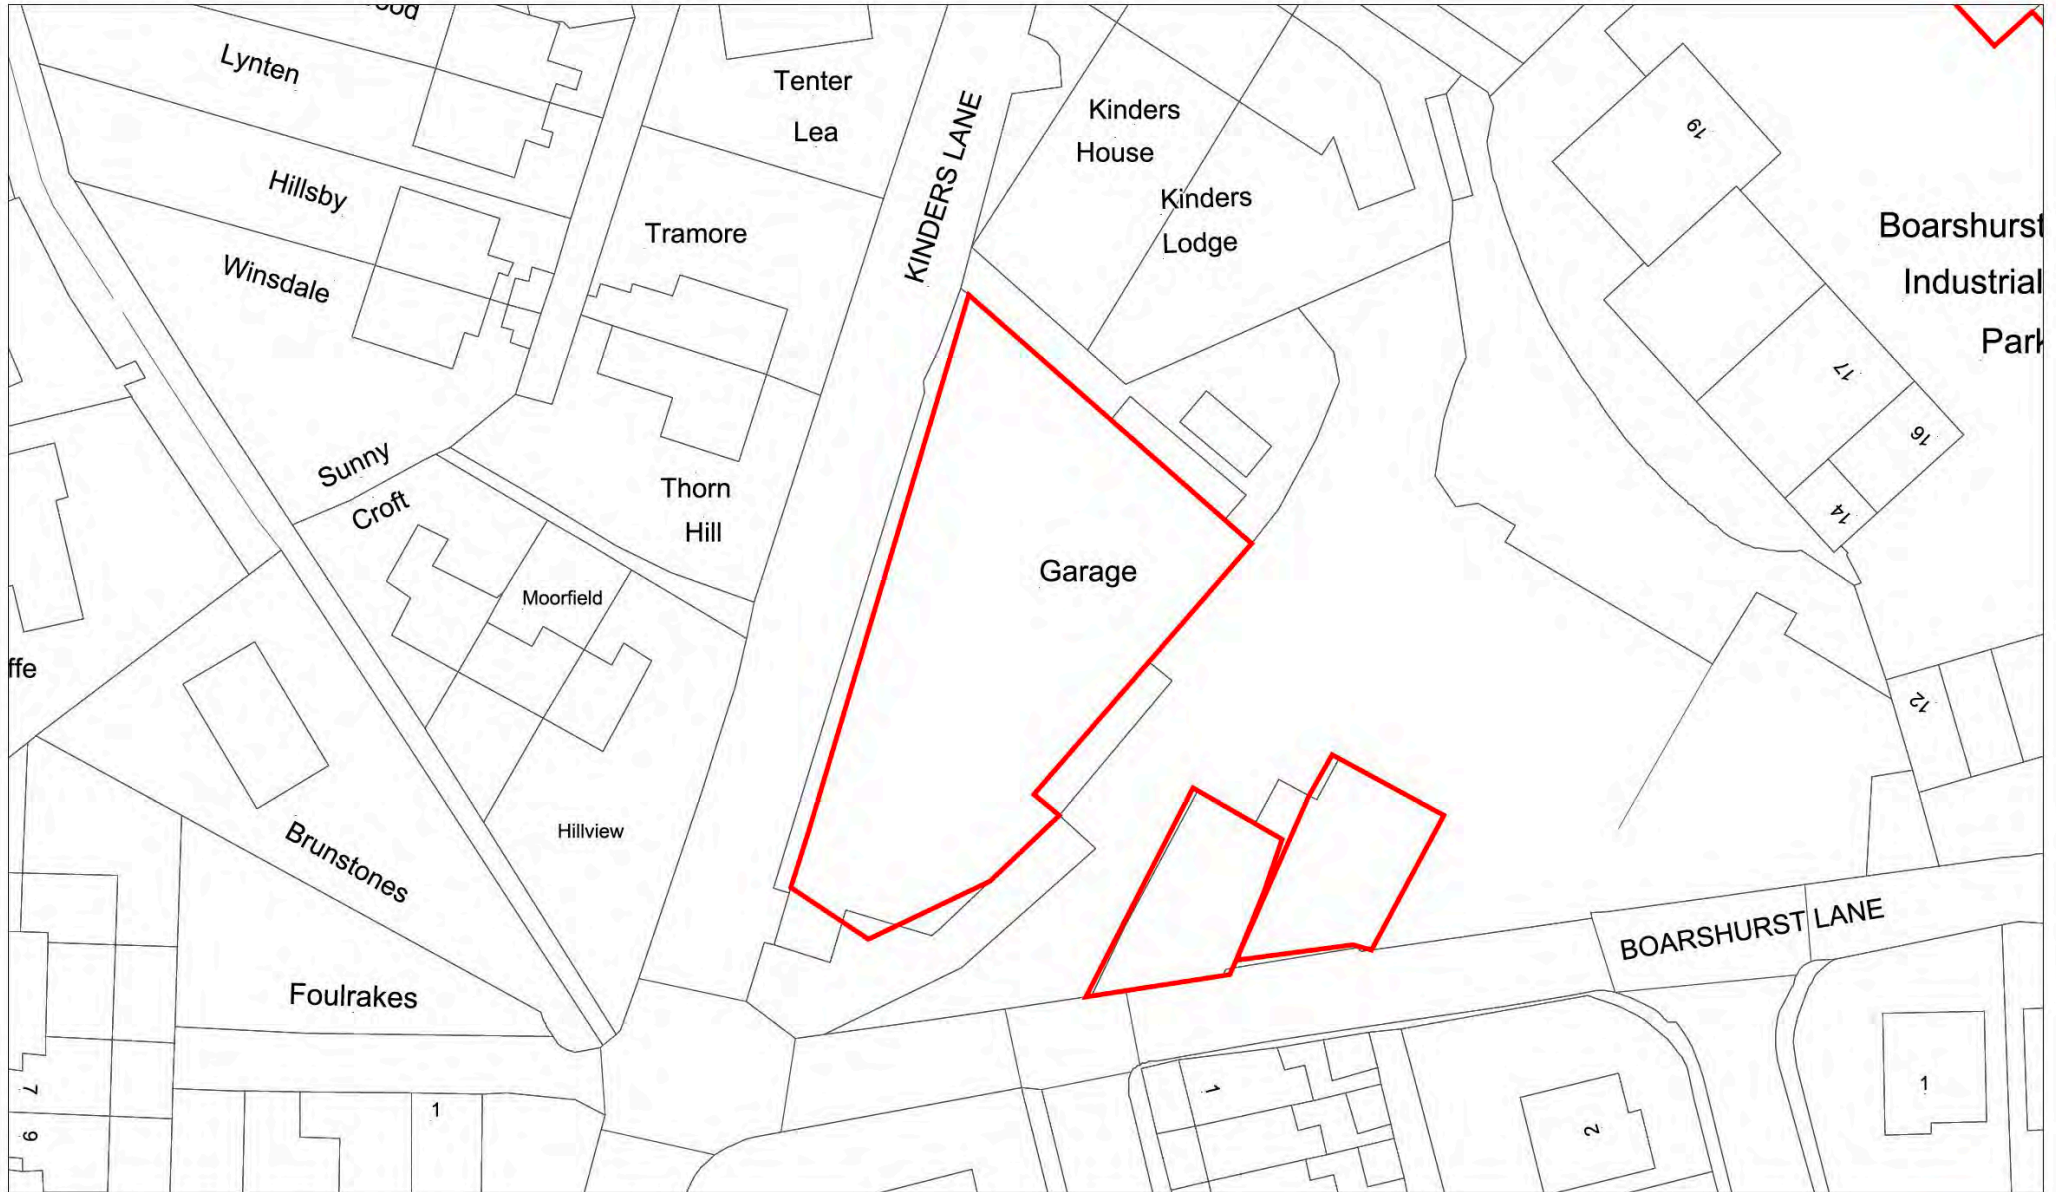 Lynten
Tenter
Lea
Hillsby
Winsdale
Tramore
KINDERS LANE
Kinders
House
Kinders
Lodge
19
Boarshurst
Industrial
Park
17
16
14
12
Sunny
Croft
Thorn
Hill
Moorfield
Garage
ffe
Hillview
Brunstones
Foulrakes
BOARSHURST LANE
7
9
1
1
2
1